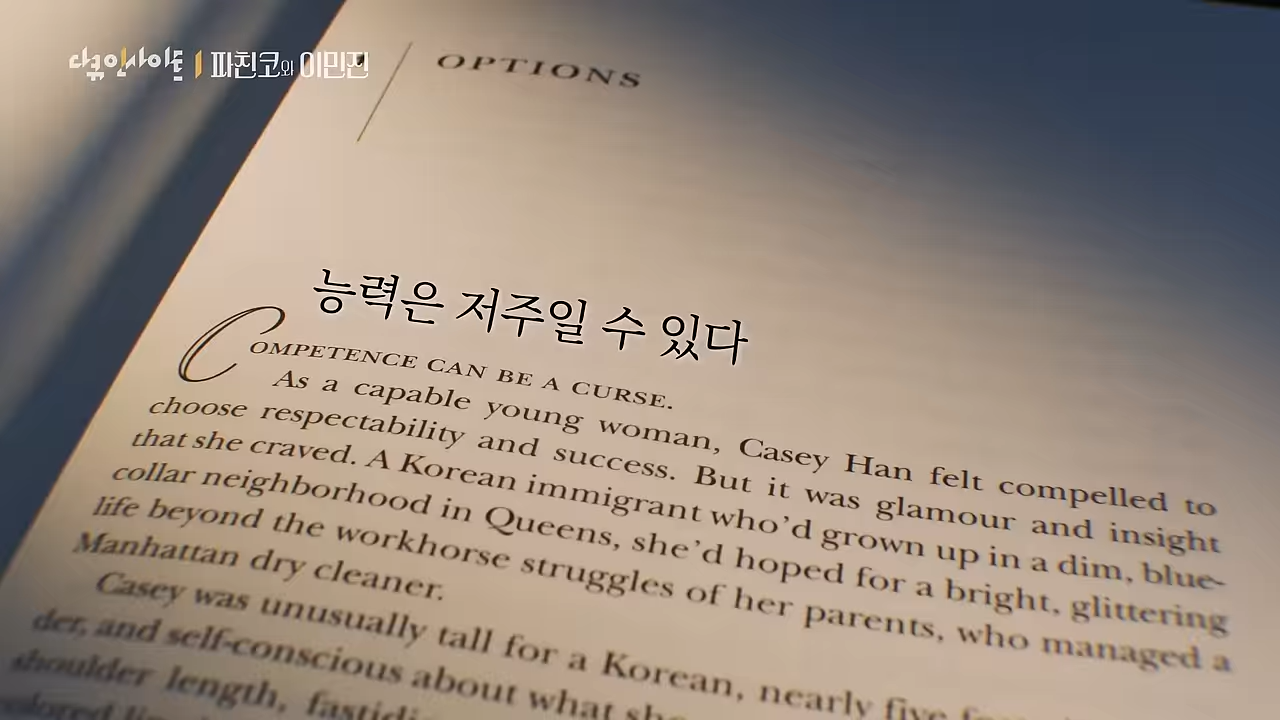 다큐 인사이트 파친코와 이민진
OPTIONS
능력은 저주일 수 있다
COMPETENCE CAN BE A CURSE.
As a capable young woman, Casey Han felt compelled to
choose respectability and success. But it was glamour and insight
that she craved. A Korean immigrant who'd grown up in a dim, blue-
collar neighborhood in Queens, she'd hoped for a bright, glittering
life beyond the workhorse struggles of her parents, who managed a
Manhattan dry cleaner.
Casey was unusually tall for a Korean, nearly five
der, and self-conscious about what she
shoulder length,